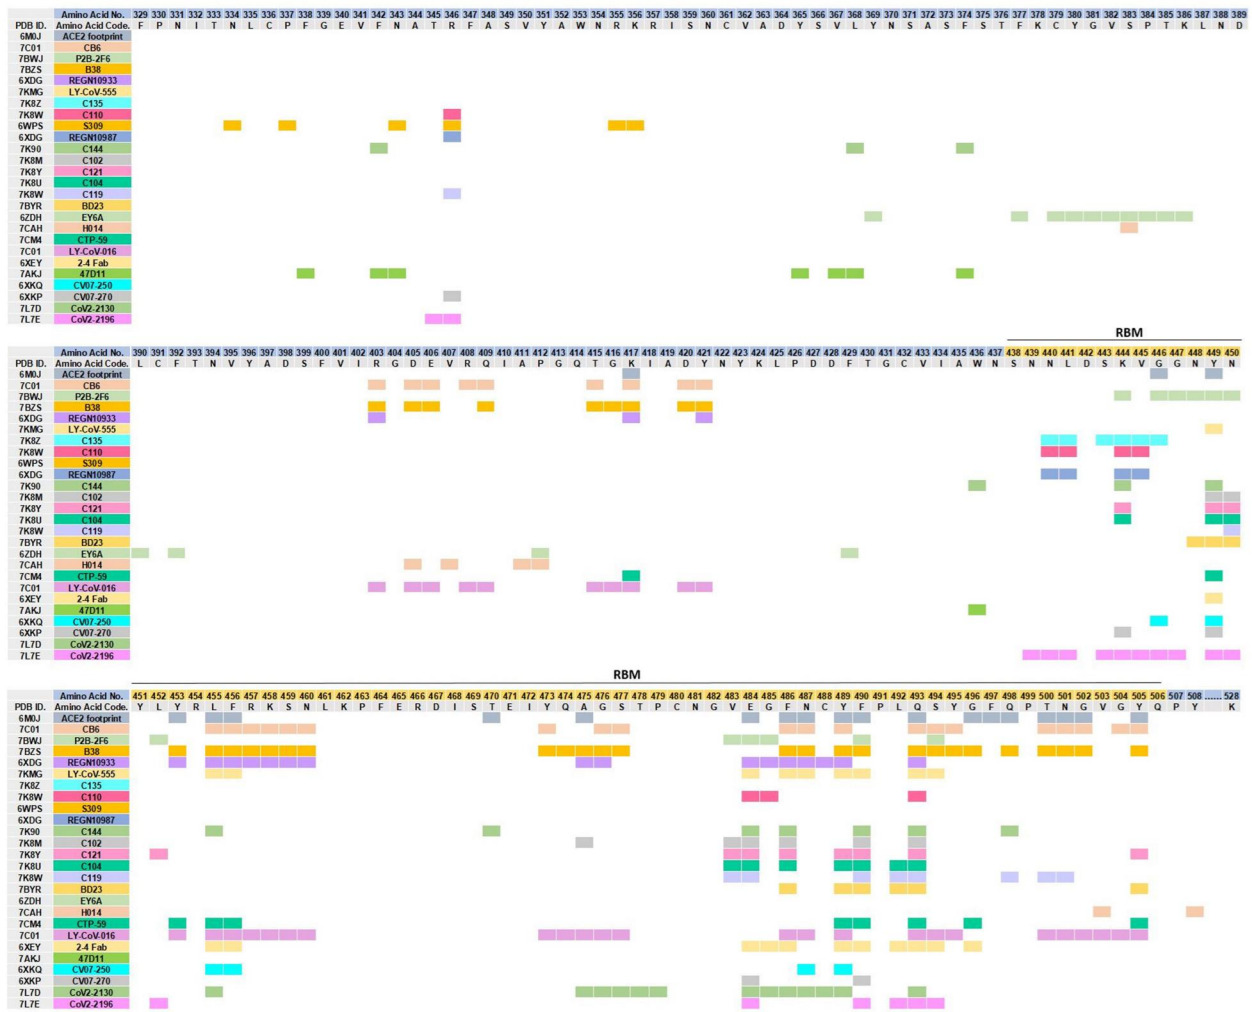 Amino Acid No. 329 330 331 332 333 334 335 336 337 338 339 340 341 342 343 344 345 346 347 348 349 350 351 352 353 354 355 356 357 358 359 360 361 362 363 364 365 366 367 368 369 370 371 372 373 374 375 376 377 378 379 380 381 382 383 384 385 386 387 388 389
PDB ID. Amino Acid Code. F P N I T N L C P F G E V F N A T R F A S V Y A W N R K R I S N C V A D Y S V L Y N S A S F S T F K C Y G V S P T K L N D
6M0J ACE2 footprint
7C01 CB6
7BWJ P2B-2F6
7BZS B38
6XDG REGN10933
7KMG LY-CoV-555
7K8Z C135
7K8W C110
6WPS S309
6XDG REGN10987
7K90 C144
7K8M C102
7K8Y C121
7K8U C104
7K8W C119
7BYR BD23
6ZDH EY6A
7CAH H014
7CM4 CTP-59
7C01 LY-CoV-016
6XEY 2-4 Fab
7AKJ 47D11
6XKQ CV07-250
6XKP CV07-270
7L7D CoV2-2130
7L7E CoV2-2196
RBM
Amino Acid No. 390 391 392 393 394 395 396 397 398 399 400 401 402 403 404 405 406 407 408 409 410 411 412 413 414 415 416 417 418 419 420 421 422 423 424 425 426 427 428 429 430 431 432 433 434 435 436 437 438 439 440 441 442 443 444 445 446 447 448 449 450
PDB ID. Amino Acid Code. L C F T N V Y A D S F V I R G D E V R Q I A P G Q T G K I A D Y N Y K L P D D F T G C V I A W N S N N L D S K V G G N Y N
6M0J ACE2 footprint
7C01 CB6
7BWJ P2B-2F6
7BZS B38
6XDG REGN10933
7KMG LY-CoV-555
7K8Z C135
7K8W C110
6WPS S309
6XDG REGN10987
7K90 C144
7K8M C102
7K8Y C121
7K8U C104
7K8W C119
7BYR BD23
6ZDH EY6A
7CAH H014
7CM4 CTP-59
7C01 LY-CoV-016
6XEY 2-4 Fab
7AKJ 47D11
6XKQ CV07-250
6XKP CV07-270
7L7D CoV2-2130
7L7E CoV2-2196
RBM
Amino Acid No. 451 452 453 454 455 456 457 458 459 460 461 462 463 464 465 466 467 468 469 470 471 472 473 474 475 476 477 478 479 480 481 482 483 484 485 486 487 488 489 490 491 492 493 494 495 496 497 498 499 500 501 502 503 504 505 506 507 508 ...... 528
PDB ID. Amino Acid Code. Y L Y R L F R K S N L K P F E R D I S T E I Y Q A G S T P C N G V E G F N C Y F P L Q S Y G F Q P T N G V G Y Q P Y K
6M0J ACE2 footprint
7C01 CB6
7BWJ P2B-2F6
7BZS B38
6XDG REGN10933
7KMG LY-CoV-555
7K8Z C135
7K8W C110
6WPS S309
6XDG REGN10987
7K90 C144
7K8M C102
7K8Y C121
7K8U C104
7K8W C119
7BYR BD23
6ZDH EY6A
7CAH H014
7CM4 CTP-59
7C01 LY-CoV-016
6XEY 2-4 Fab
7AKJ 47D11
6XKQ CV07-250
6XKP CV07-270
7L7D CoV2-2130
7L7E CoV2-2196